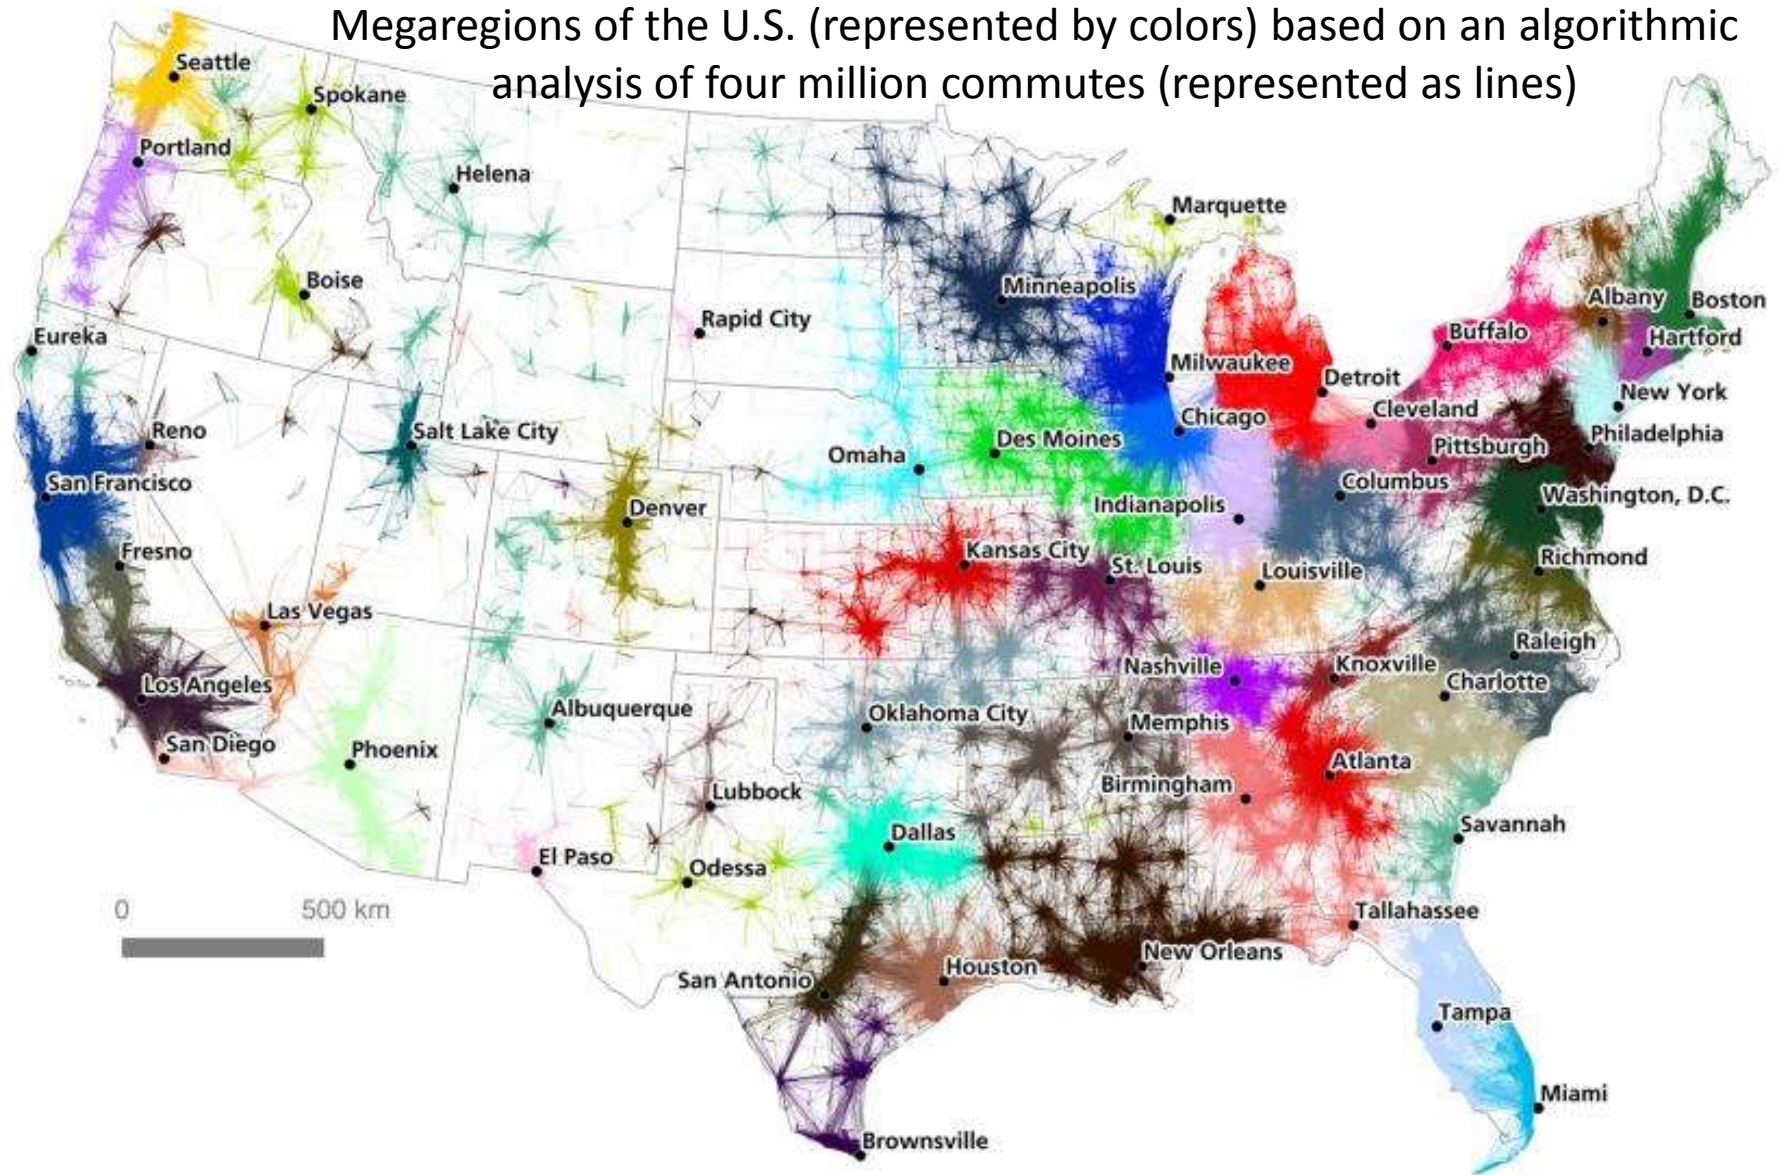 Megaregions of the U.S. (represented by colors) based on an algorithmic
analysis of four million commutes (represented as lines)
Seattle
Spokane
Portland
Helena
Marquette
Boise
Minneapolis
Albany
Boston
Rapid City
Eureka
Buffalo
Hartford
Milwaukee
Detroit
New York
Cleveland
Chicago
Reno
Salt Lake City
Des Moines
Pittsburgh
Philadelphia
Omaha
San Francisco
Columbus
Washington, D.C.
Indianapolis
Denver
Fresno
Kansas City
St. Louis
Louisville
Richmond
Las Vegas
Raleigh
Nashville
Knoxville
Los Angeles
Charlotte
Albuquerque
Oklahoma City
Memphis
San Diego
Phoenix
Atlanta
Birmingham
Lubbock
Dallas
Savannah
El Paso
Odessa
0
500 km
Tallahassee
New Orleans
Houston
San Antonio
Tampa
Miami
Brownsville